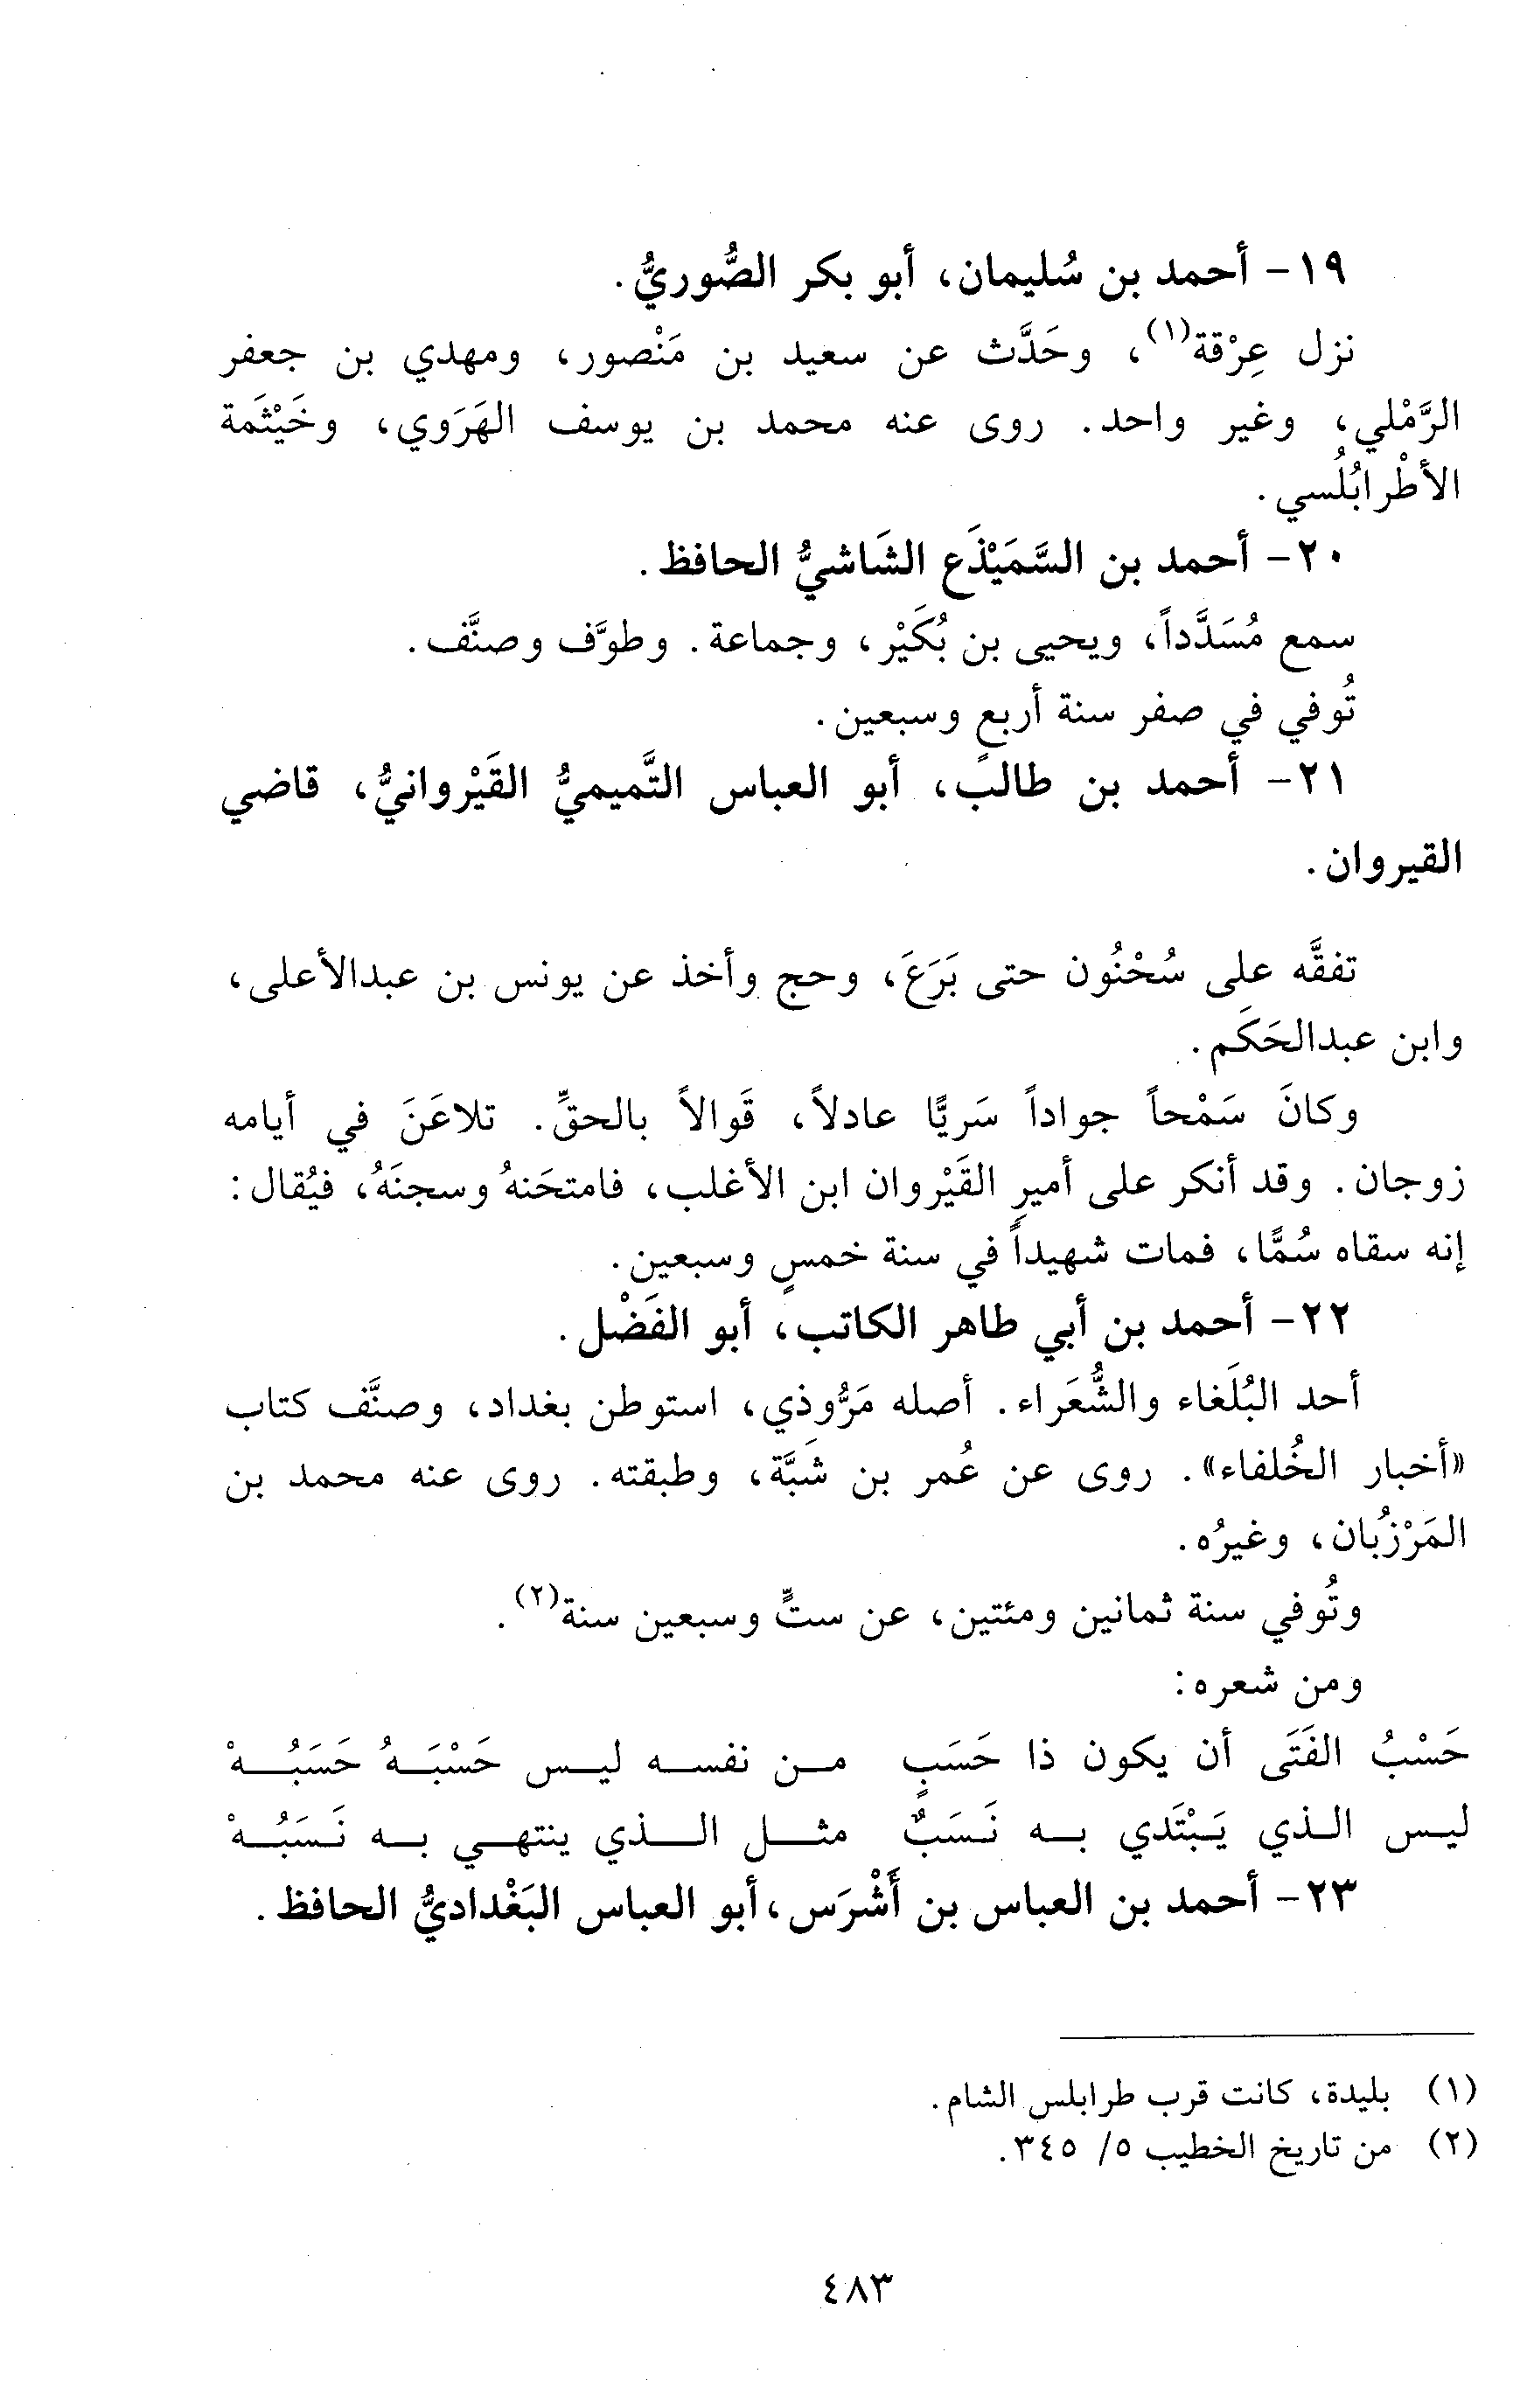 ١٩- أحمد بن سُليمان، أبو بكر الصُّوريُّ.
نزل عِرْقة(١)، وحَدَّث عن سعيد بن مَنْصور، ومهدي بن جعفر
الرَّمْلي، وغير واحد. روى عنه محمد بن يوسف الهَرَوي، وخَيْثَمة
الأطْرابُلُسي.
٢٠- أحمد بن السَّمَيْذَع الشَاشيُّ الحافظ.
سمع مُسَدَّداً، ويحيى بن بُكَيْر، وجماعة. وطوَّف وصنَّف.
تُوفي في صفر سنة أربعٍ وسبعين.
٢١- أحمد بن طالب، أبو العباس التَّميميُّ القَيْروانيُّ، قاضي
القيروان.
تفقَّه على سُحْنُون حتى بَرَعَ، وحج وأخذ عن يونس بن عبدالأعلى،
وابن عبدالحَكَم.
وكانَ سَمْحاً جواداً سَريًّا عادلاً، قَوالاً بالحقِّ. تلاعَنَ في أيامه
زوجان. وقد أنكر على أميرِ القَيْروان ابن الأغلب، فامتحَنهُ وسجنَهُ، فيُقال:
إنه سقاه سُمًّا، فمات شهيداً في سنة خمسٍ وسبعين.
٢٢- أحمد بن أبي طاهر الكاتب، أبو الفَضْل.
أحد البُلَغاء والشُّعَراء. أصله مَرُّوذي، استوطن بغداد، وصنَّف كتاب
«أخبار الخُلفاء». روى عن عُمر بن شَبَّة، وطبقته. روى عنه محمد بن
المَرْزُبان، وغيرُه.
وتُوفي سنة ثمانين ومئتين، عن ستٍّ وسبعين سنة(٢).
ومن شعره:
حَسْبُ الفَتَى أن يكون ذا حَسَبٍ من نفسه ليس حَسْبَهُ حَسَبُهْ
ليس الذي يَبْتَدي به نَسَبٌ مثل الذي ينتهي به نَسَبُهْ
٢٣- أحمد بن العباس بن أَشْرَس، أبو العباس البَغْداديُّ الحافظ.
(١) بليدة، كانت قرب طرابلس الشام.
(٢) من تاريخ الخطيب ٥/ ٣٤٥.
٤٨٣